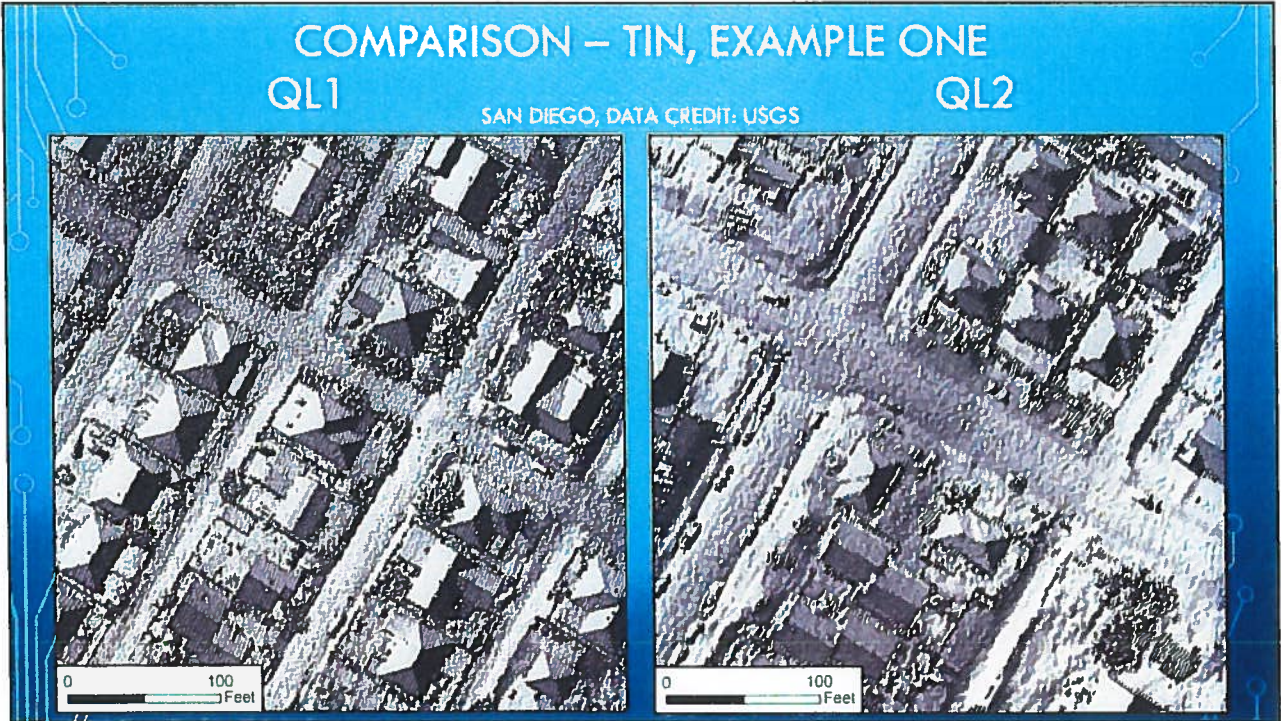 COMPARISON – TIN, EXAMPLE ONE
QL1
QL2
SAN DIEGO, DATA CREDIT: USGS
0 100
Feet
0 100
Feet